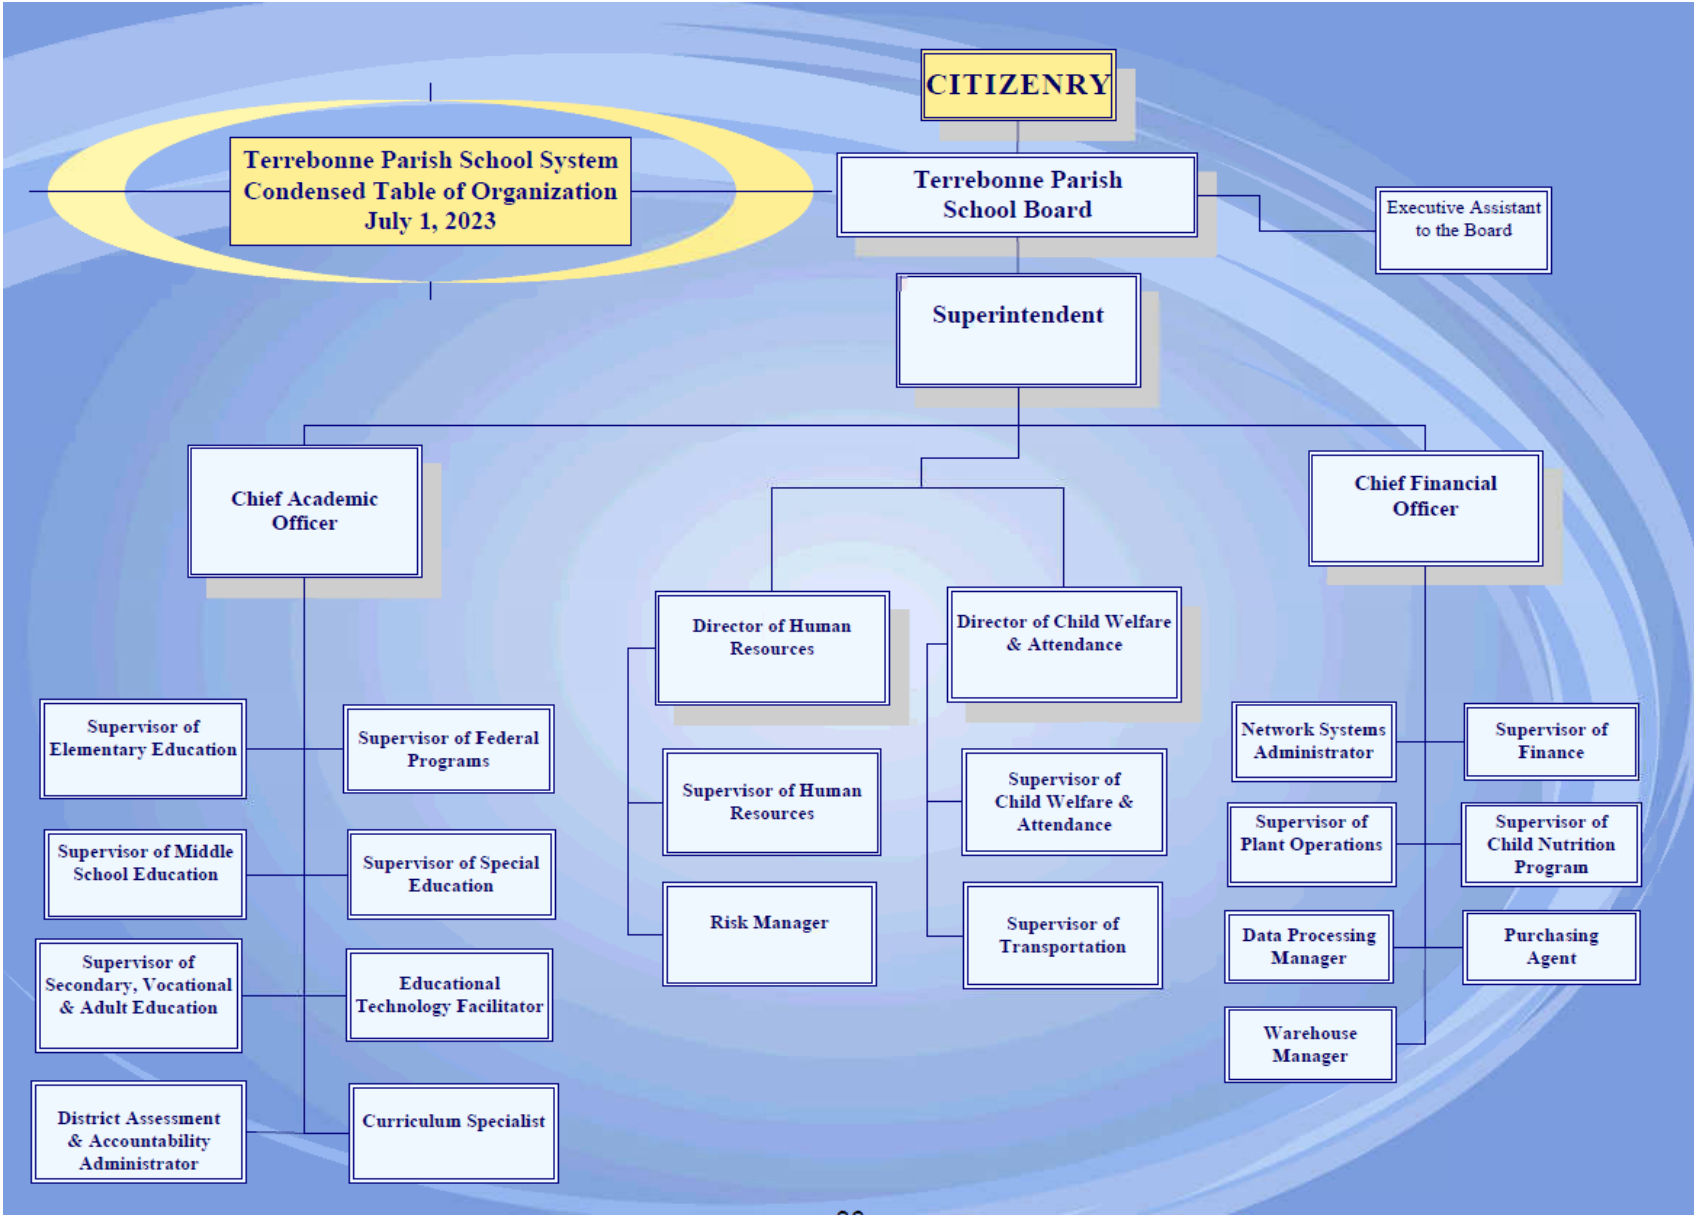 CITIZENRY
Terrebonne Parish School System
Condensed Table of Organization
July 1, 2023
Terrebonne Parish
School Board
Executive Assistant
to the Board
Superintendent
Chief Academic
Officer
Chief Financial
Officer
Director of Human
Resources
Director of Child Welfare
& Attendance
Supervisor of
Elementary Education
Supervisor of Federal
Programs
Supervisor of Middle
School Education
Supervisor of Special
Education
Supervisor of
Secondary, Vocational
& Adult Education
Educational
Technology Facilitator
District Assessment
& Accountability
Administrator
Curriculum Specialist
Supervisor of Human
Resources
Risk Manager
Supervisor of
Child Welfare &
Attendance
Supervisor of
Transportation
Network Systems
Administrator
Supervisor of
Finance
Supervisor of
Plant Operations
Supervisor of
Child Nutrition
Program
Data Processing
Manager
Purchasing
Agent
Warehouse
Manager